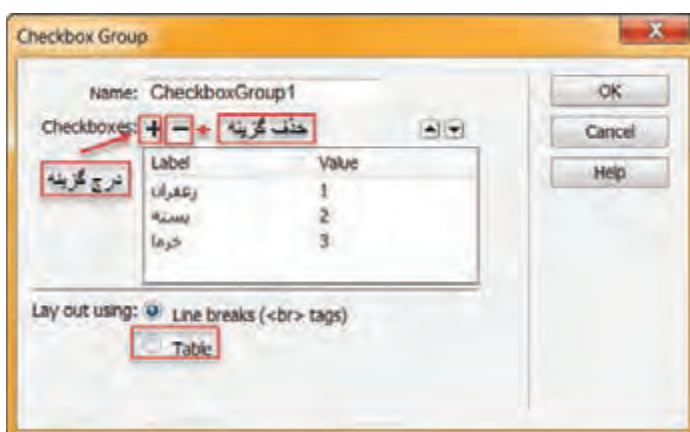 Checkbox Group
Name: CheckboxGroup1
OK
Checkboxes: + − حذف گزینه
Cancel
درج گزینه
Label Value
Help
زعفران 1
پسته 2
خرما 3
Lay out using: Line breaks (<br> tags)
Table